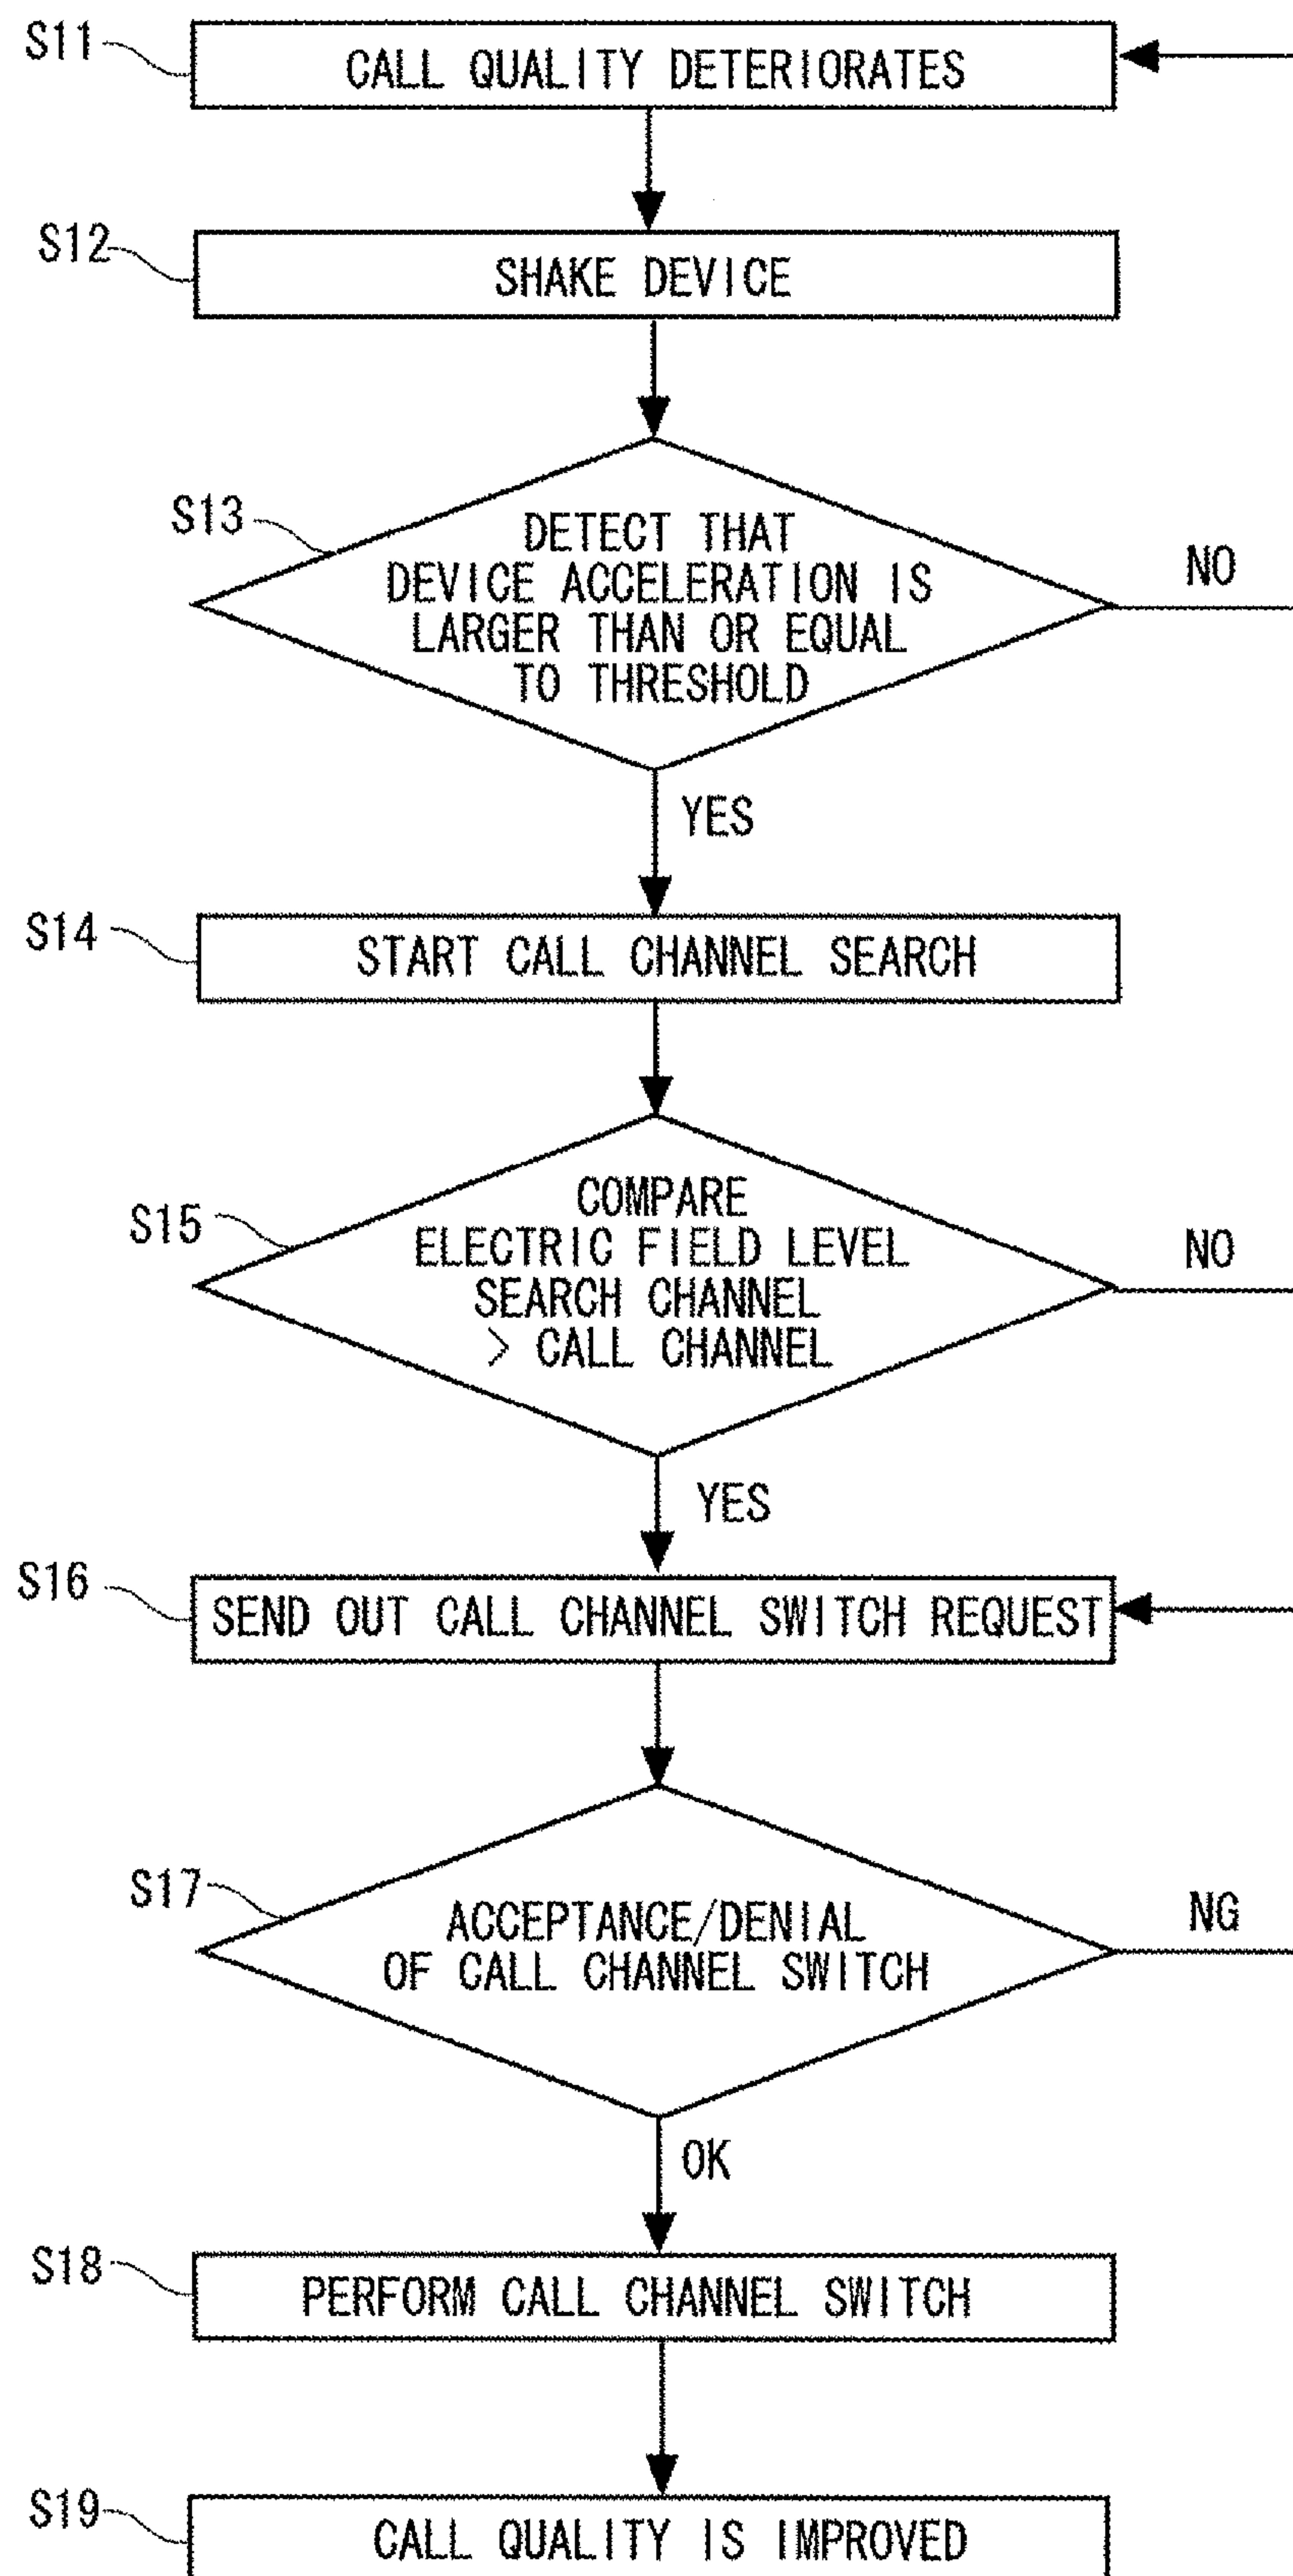 S11
CALL QUALITY DETERIORATES
S12
SHAKE DEVICE
S13
DETECT THAT
DEVICE ACCELERATION IS
LARGER THAN OR EQUAL
TO THRESHOLD
NO
YES
S14
START CALL CHANNEL SEARCH
S15
COMPARE
ELECTRIC FIELD LEVEL
SEARCH CHANNEL
> CALL CHANNEL
NO
YES
S16
SEND OUT CALL CHANNEL SWITCH REQUEST
S17
ACCEPTANCE/DENIAL
OF CALL CHANNEL SWITCH
NG
OK
S18
PERFORM CALL CHANNEL SWITCH
S19
CALL QUALITY IS IMPROVED